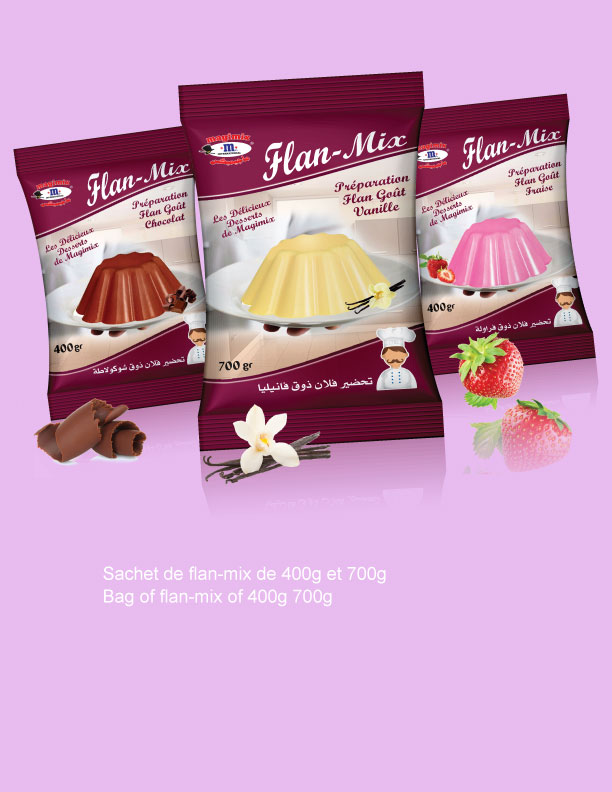 magimix
m
Flan-Mix
Les Délicieux
Desserts
de Magimix
Préparation
Flan Goût
Chocolat
400gr
تحضير فلان ذوق شوكولاطة
magimix
m
Flan-Mix
Les Délicieux
Desserts
de Magimix
Préparation
Flan Goût
Vanille
700 gr
تحضير فلان ذوق فانيليا
m
Flan-Mix
Les Délicieux
Desserts
de Magimix
Préparation
Flan Goût
Fraise
400gr
تحضير فلان ذوق فراولة
Sachet de flan-mix de 400g et 700g
Bag of flan-mix of 400g 700g